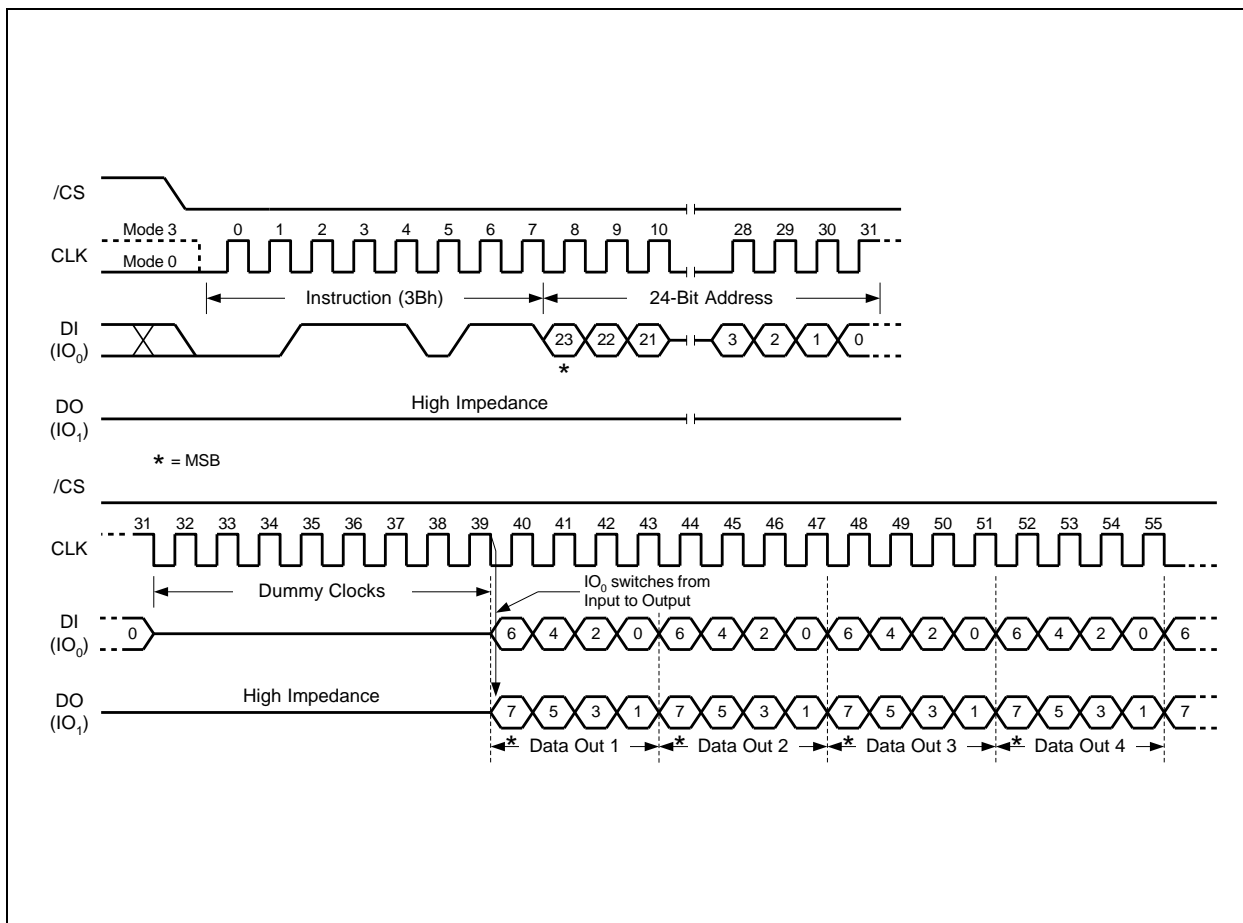 /CS
Mode 3
0 1 2 3 4 5 6 7 8 9 10 28 29 30 31
CLK
Mode 0
Instruction (3Bh)
24-Bit Address
DI
(IO0)
23 22 21 3 2 1 0
*
DO
(IO1)
High Impedance
* = MSB
/CS
31 32 33 34 35 36 37 38 39 40 41 42 43 44 45 46 47 48 49 50 51 52 53 54 55
CLK
Dummy Clocks
IO0 switches from
Input to Output
DI
(IO0)
0 6 4 2 0 6 4 2 0 6 4 2 0 6 4 2 0 6
DO
(IO1)
High Impedance
7 5 3 1 7 5 3 1 7 5 3 1 7 5 3 1 7
* Data Out 1 * Data Out 2 * Data Out 3 * Data Out 4